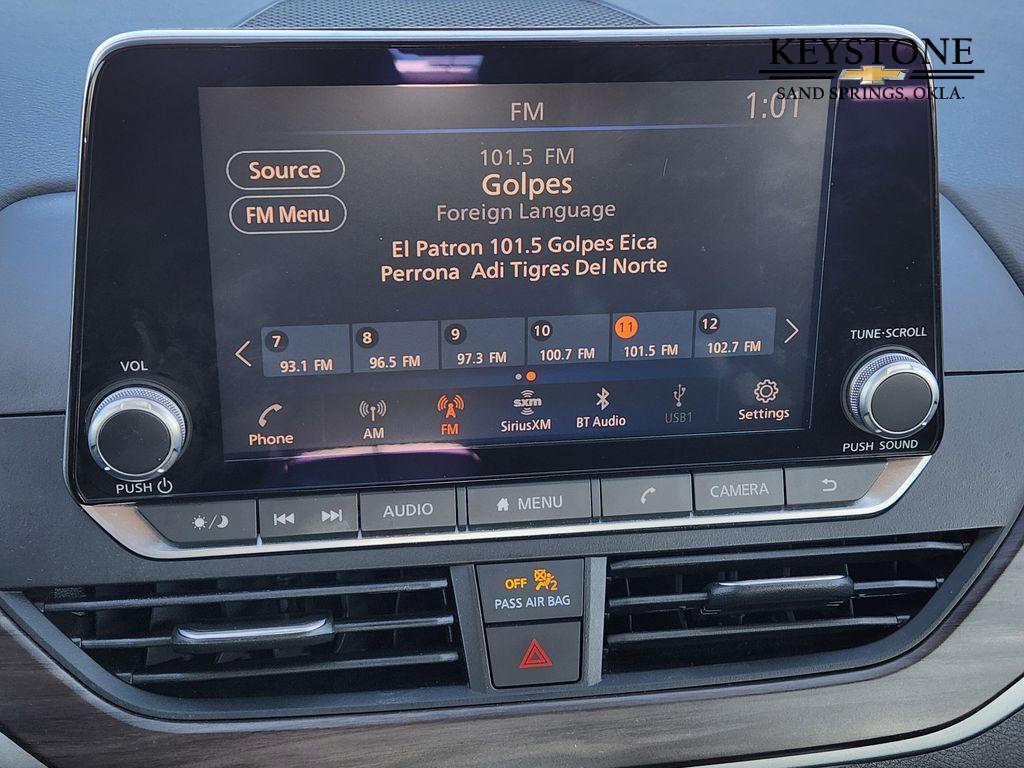 KEYSTONE
SAND SPRINGS, OKLA.
FM
1:01
101.5 FM
Source
Golpes
FM Menu
Foreign Language
El Patron 101.5 Golpes Eica
Perrona Adi Tigres Del Norte
7 8 9 10 11 12
93.1 FM 96.5 FM 97.3 FM 100.7 FM 101.5 FM 102.7 FM
VOL
TUNE·SCROLL
sxm
Phone AM FM SiriusXM BT Audio USB1 Settings
PUSH
PUSH SOUND
AUDIO MENU CAMERA
OFF 2
PASS AIR BAG